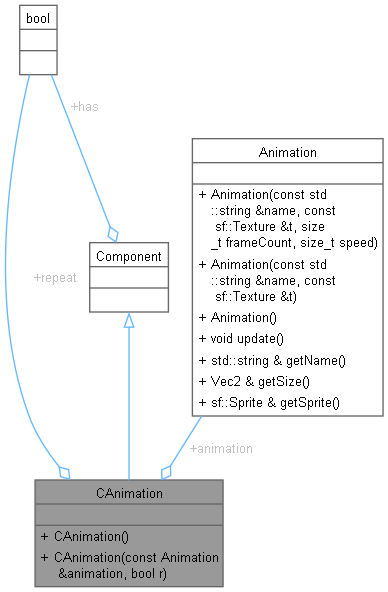 bool
+has
Animation
+ Animation(const std
::string &name, const
sf::Texture &t, size
_t frameCount, size_t speed)
+ Animation(const std
::string &name, const
sf::Texture &t)
+ Animation()
+ void update()
+ std::string & getName()
+ Vec2 & getSize()
+ sf::Sprite & getSprite()
Component
+repeat
+animation
CAnimation
+ CAnimation()
+ CAnimation(const Animation
&animation, bool r)